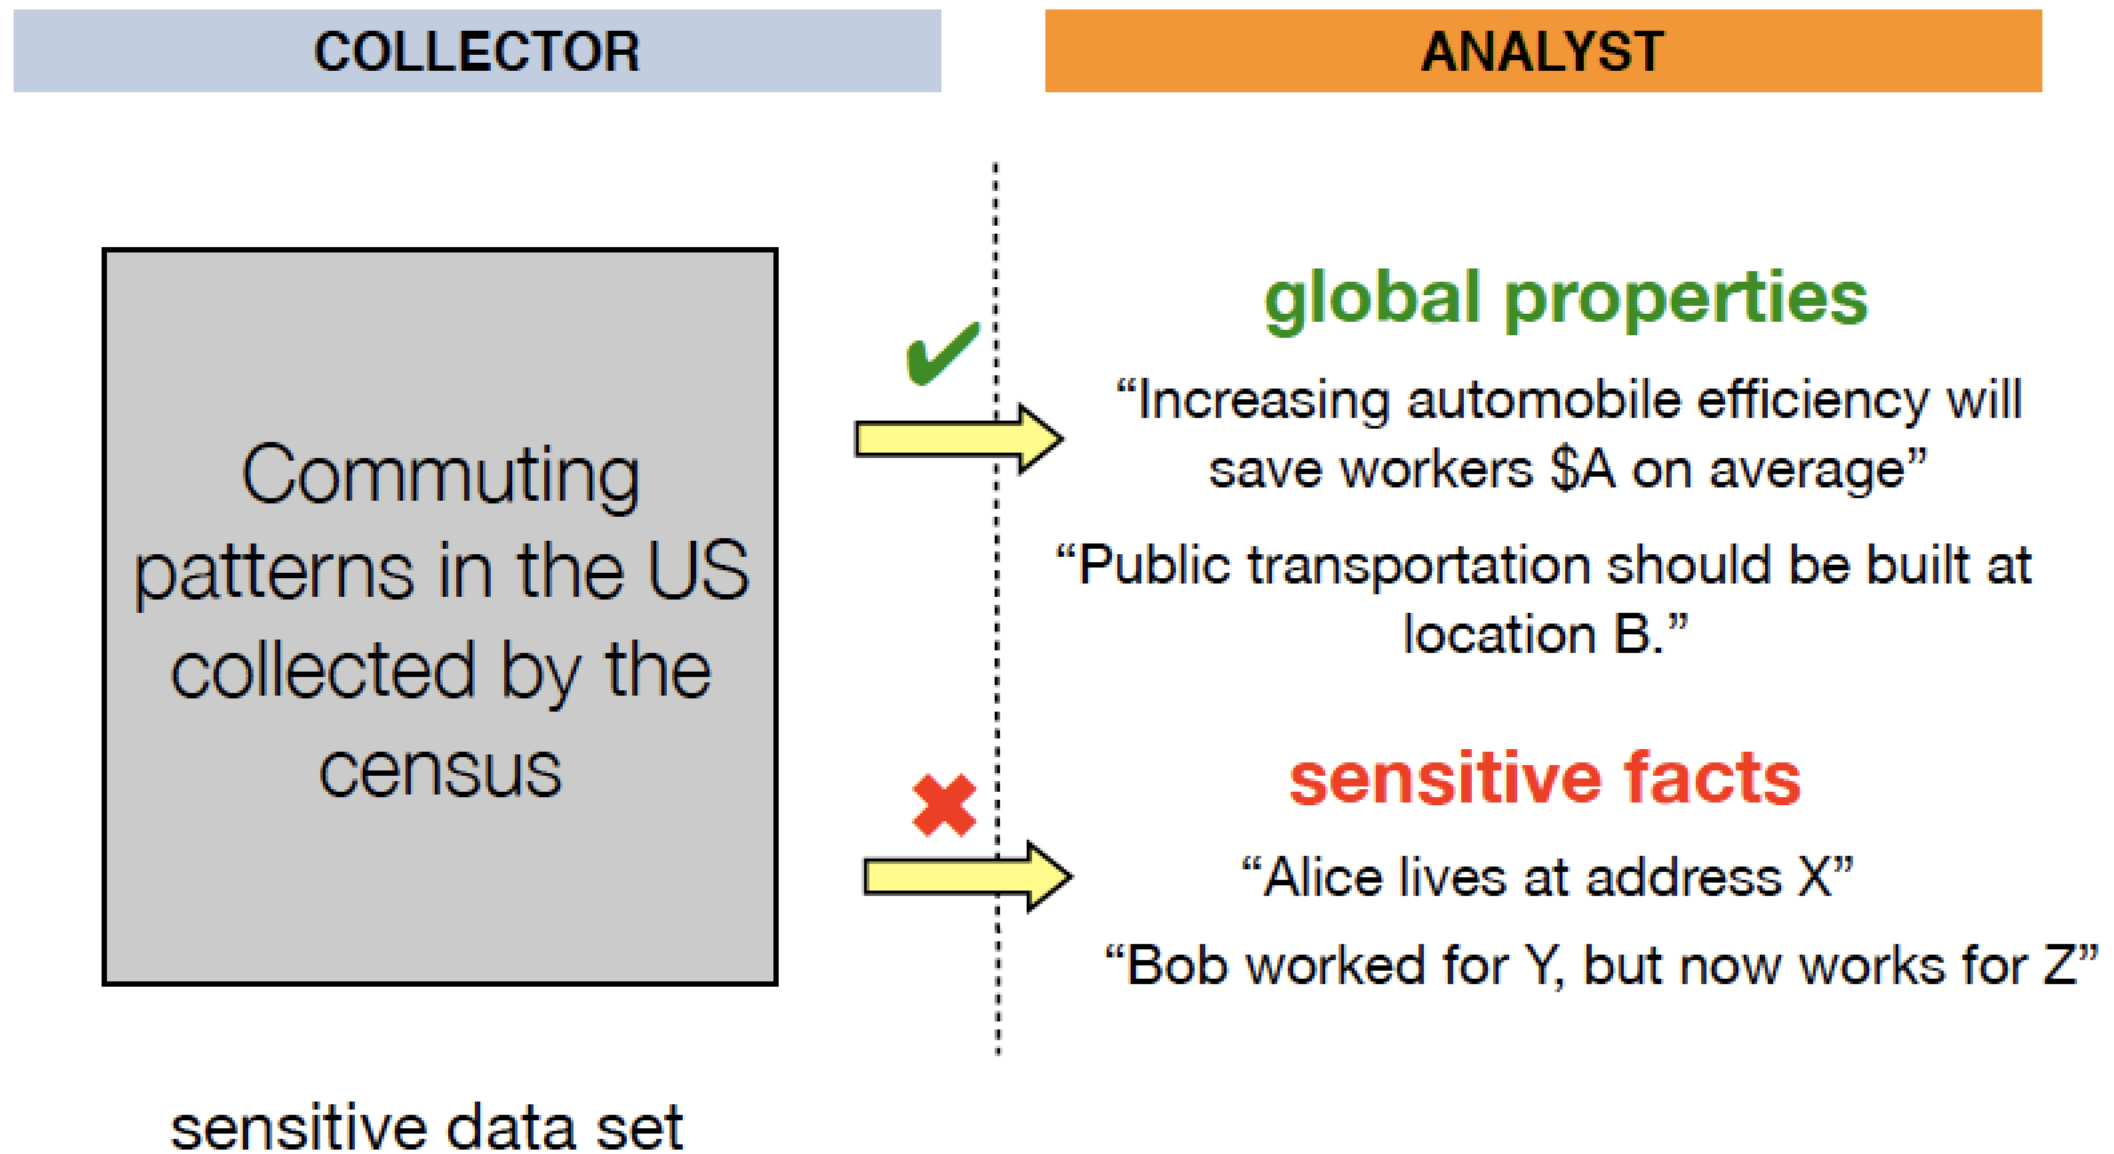 COLLECTOR
ANALYST
Commuting
patterns in the US
collected by the
census
sensitive data set
global properties
“Increasing automobile efficiency will
save workers $A on average”
“Public transportation should be built at
location B.”
sensitive facts
“Alice lives at address X”
“Bob worked for Y, but now works for Z”